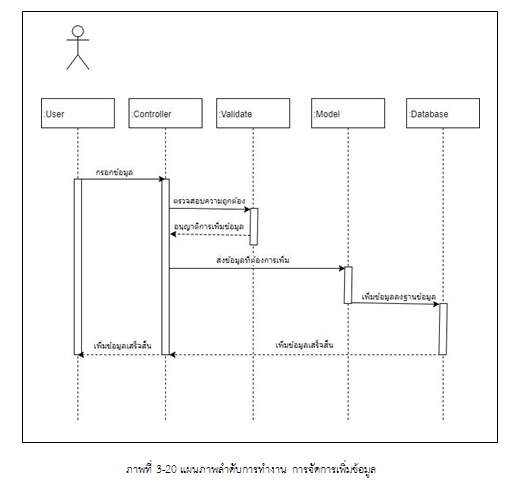 :User :Controller :Validate :Model :Database
กรอกข้อมูล
ตรวจสอบความถูกต้อง
อนุญาติการเพิ่มข้อมูล
ส่งข้อมูลที่ต้องการเพิ่ม
เพิ่มข้อมูลลงฐานข้อมูล
เพิ่มข้อมูลเสร็จสิ้น เพิ่มข้อมูลเสร็จสิ้น
ภาพที่ 3-20 แผนภาพลำดับการทำงาน การจัดการเพิ่มข้อมูล